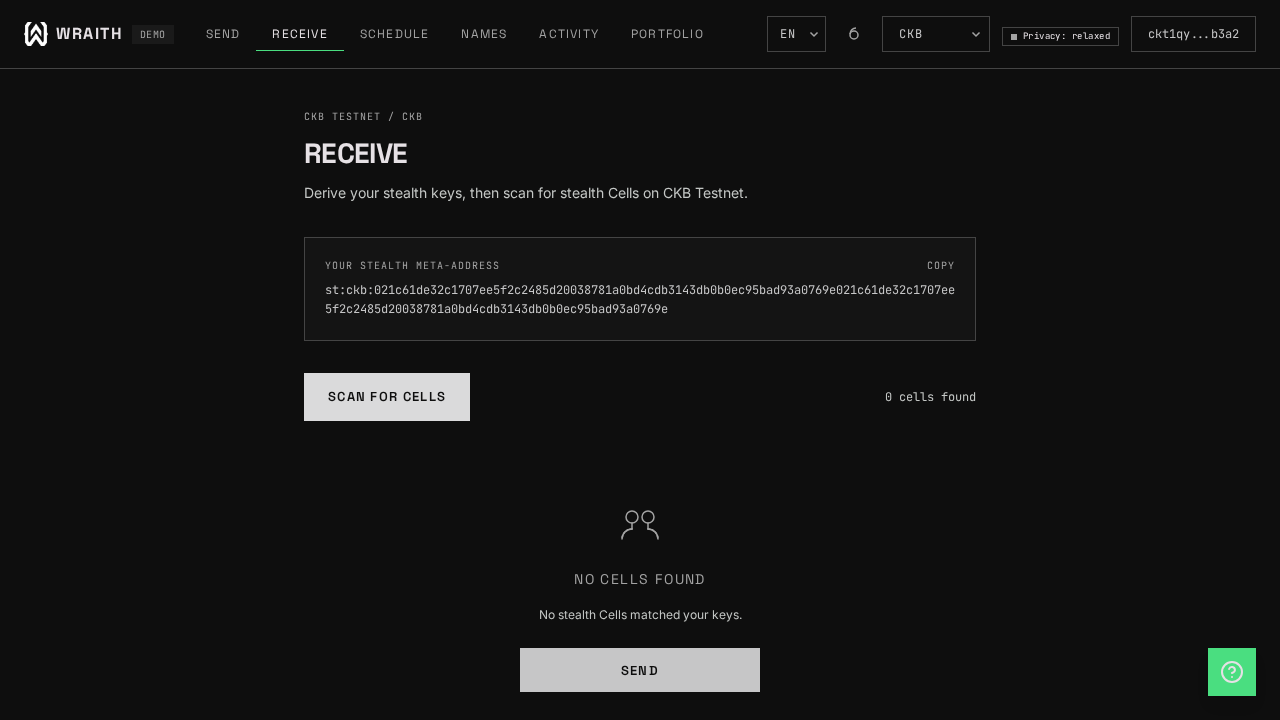 WRAITH DEMO SEND RECEIVE SCHEDULE NAMES ACTIVITY PORTFOLIO EN CKB Privacy: relaxed ckt1qy...b3a2
CKB TESTNET / CKB
RECEIVE
Derive your stealth keys, then scan for stealth Cells on CKB Testnet.
YOUR STEALTH META-ADDRESS COPY
st:ckb:021c61de32c1707ee5f2c2485d20038781a0bd4cdb3143db0b0ec95bad93a0769e021c61de32c1707ee
5f2c2485d20038781a0bd4cdb3143db0b0ec95bad93a0769e
SCAN FOR CELLS 0 cells found
NO CELLS FOUND
No stealth Cells matched your keys.
SEND